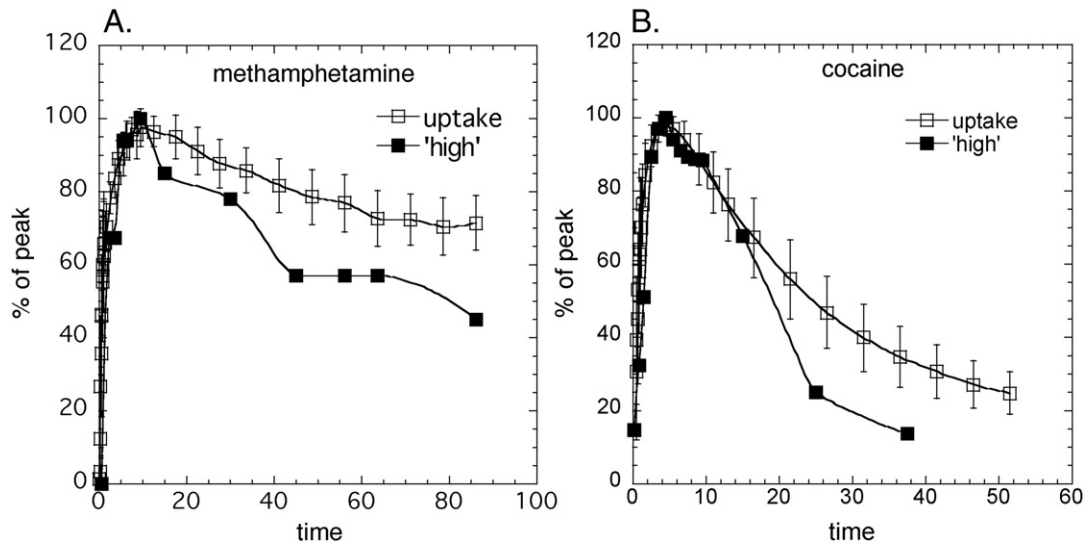 A.
methamphetamine
uptake
'high'
% of peak
120
100
80
60
40
20
0
0 20 40 60 80 100
time
B.
cocaine
uptake
'high'
% of peak
120
100
80
60
40
20
0
0 10 20 30 40 50 60
time